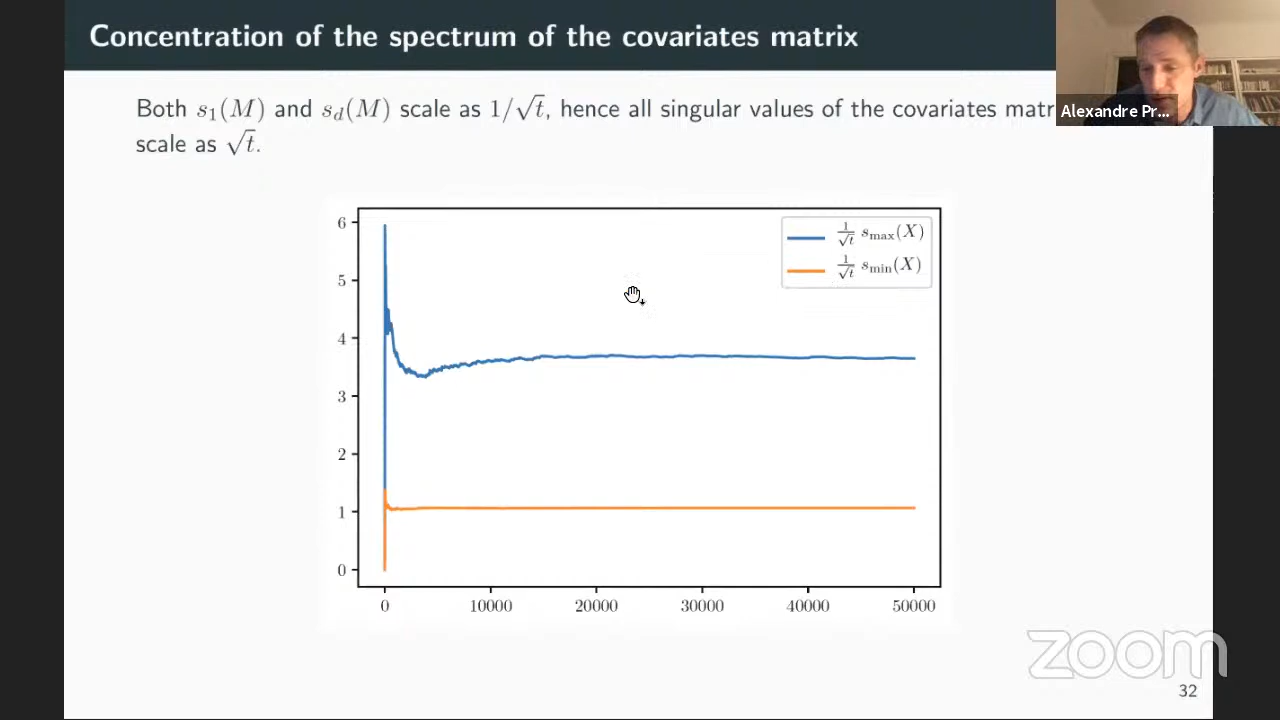 Concentration of the spectrum of the covariates matrix
Alexandre Pr...
Both s₁(M) and s_d(M) scale as 1/√t, hence all singular values of the covariates
scale as √t.
1/√t s_max(X)
1/√t s_min(X)
6
5
4
3
2
1
0
0 10000 20000 30000 40000 50000
zoom
32